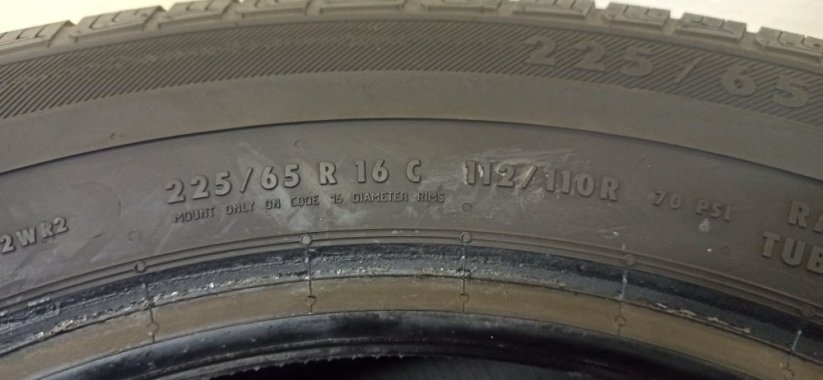 225/65
225/65 R 16 C 112/110R 70 PSI
MOUNT ONLY ON CODE 16 DIAMETER RIMS
2WR2
TUB